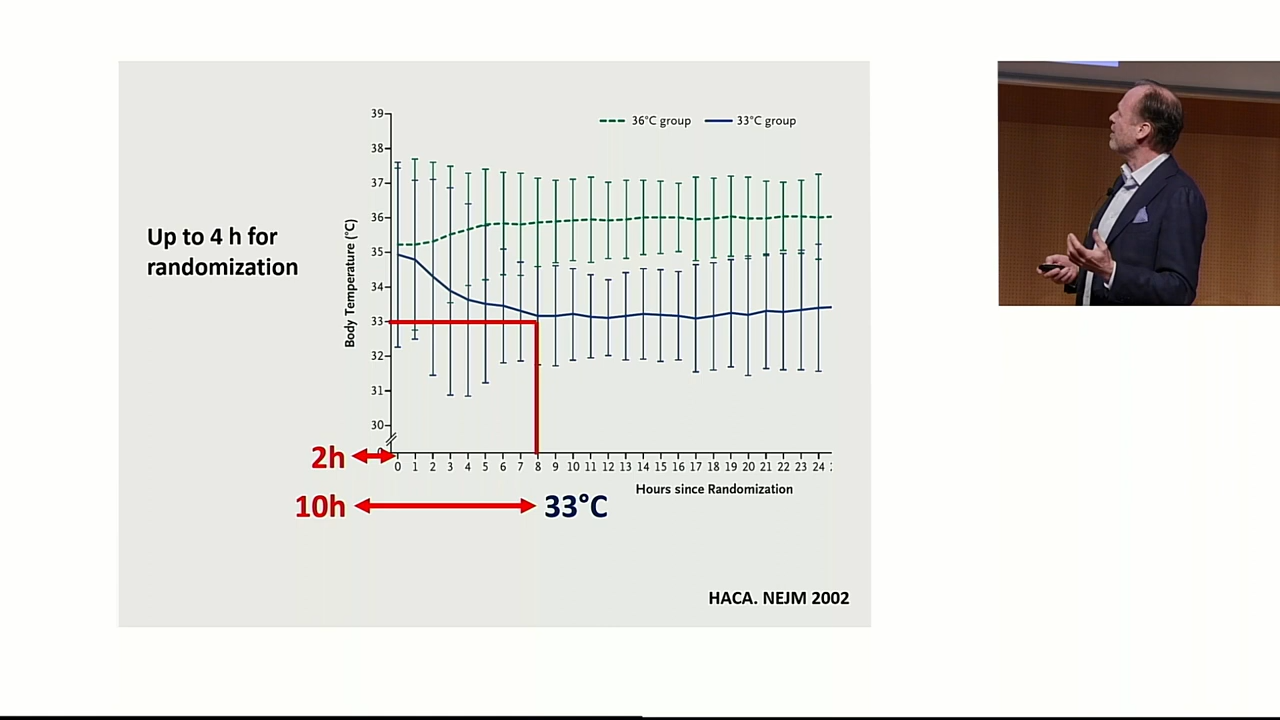 39
36°C group
33°C group
38
37
36
Up to 4 h for
randomization
35
Body Temperature (°C)
34
33
32
31
30
2h
0 1 2 3 4 5 6 7 8 9 10 11 12 13 14 15 16 17 18 19 20 21 22 23 24
Hours since Randomization
10h
33°C
HACA. NEJM 2002